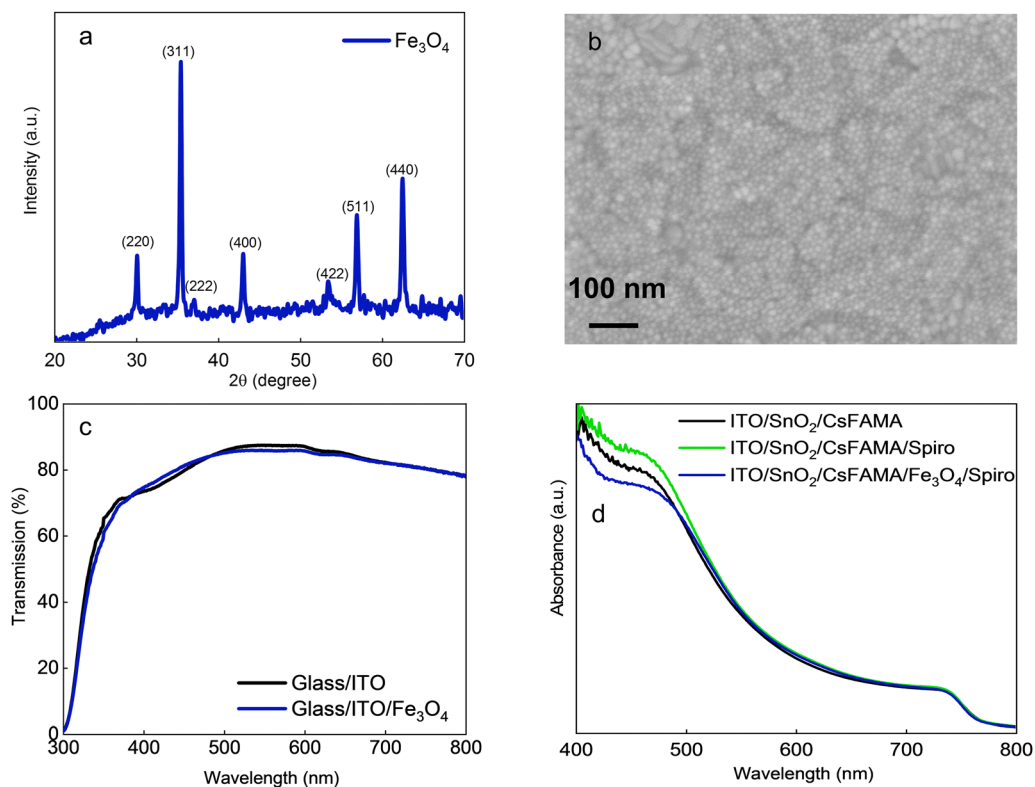 a
Fe₃O₄
(311)
(440)
(511)
(220)
(400)
(422)
(222)
Intensity (a.u.)
20 30 40 50 60 70
2θ (degree)
b
100 nm
c
100
80
60
40
20
0
Transmission (%)
Glass/ITO
Glass/ITO/Fe₃O₄
300 400 500 600 700 800
Wavelength (nm)
ITO/SnO₂/CsFAMA
ITO/SnO₂/CsFAMA/Spiro
ITO/SnO₂/CsFAMA/Fe₃O₄/Spiro
d
Absorbance (a.u.)
400 500 600 700 800
Wavelength (nm)